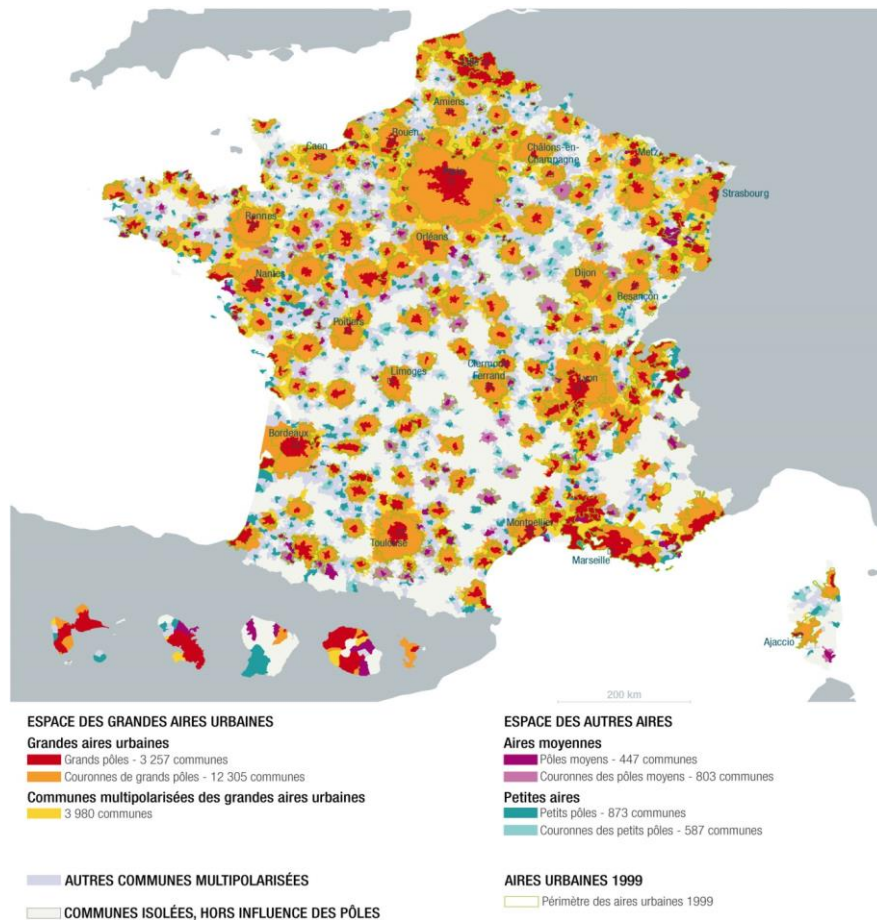 Lille
Amiens
Rouen
Caen
Châlons-en-
Champagne
Metz
Paris
Strasbourg
Rennes
Orléans
Nantes
Dijon
Besançon
Poitiers
Limoges
Clermont-
Ferrand
Lyon
Bordeaux
Montpellier
Toulouse
Marseille
Ajaccio
200 km
ESPACE DES GRANDES AIRES URBAINES
Grandes aires urbaines
Grands pôles - 3 257 communes
Couronnes de grands pôles - 12 305 communes
Communes multipolarisées des grandes aires urbaines
3 980 communes
AUTRES COMMUNES MULTIPOLARISÉES
COMMUNES ISOLÉES, HORS INFLUENCE DES PÔLES
ESPACE DES AUTRES AIRES
Aires moyennes
Pôles moyens - 447 communes
Couronnes des pôles moyens - 803 communes
Petites aires
Petits pôles - 873 communes
Couronnes des petits pôles - 587 communes
AIRES URBAINES 1999
Périmètre des aires urbaines 1999